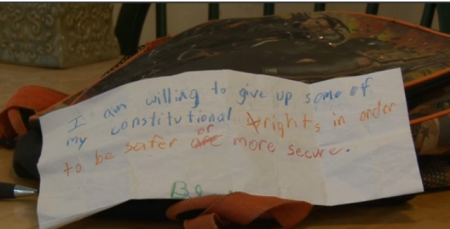 I am willing to give up some of
my constitutional rights in order
to be safer or more secure.